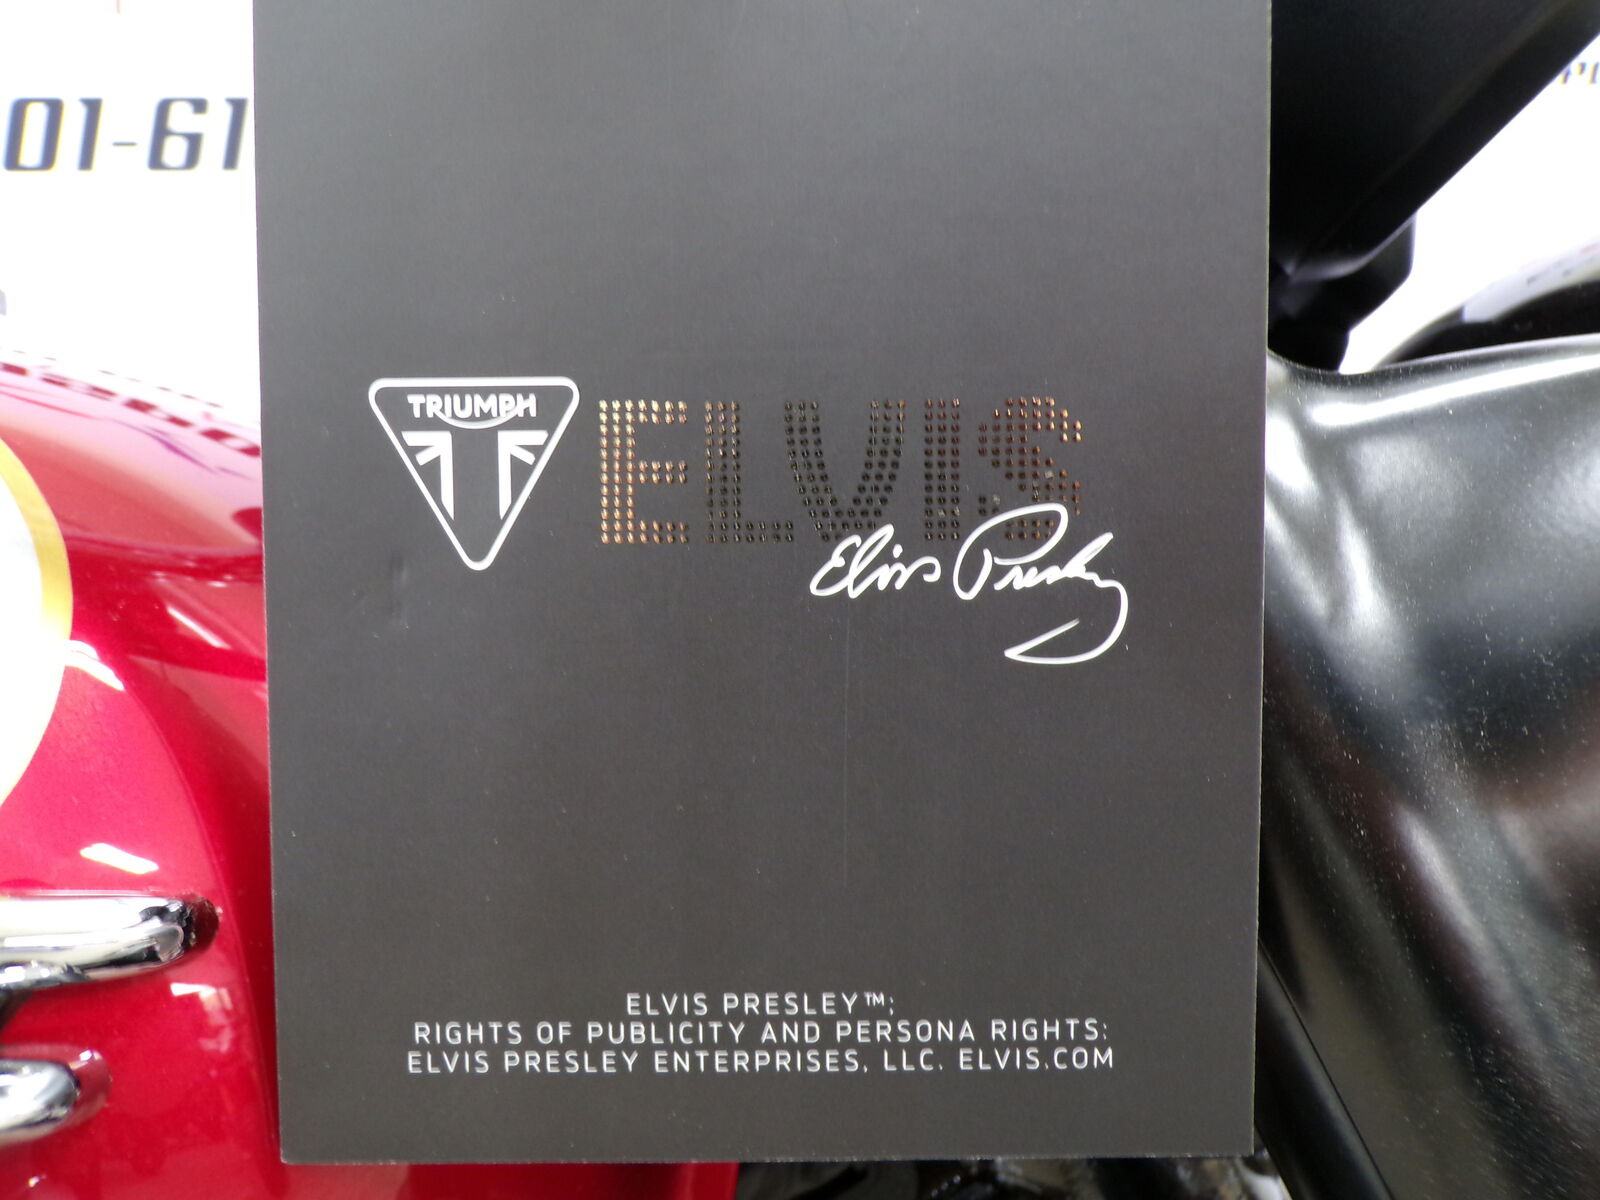 01-61
TRIUMPH
ELVIS
Elvis Presley
ELVIS PRESLEY™;
RIGHTS OF PUBLICITY AND PERSONA RIGHTS:
ELVIS PRESLEY ENTERPRISES, LLC. ELVIS.COM